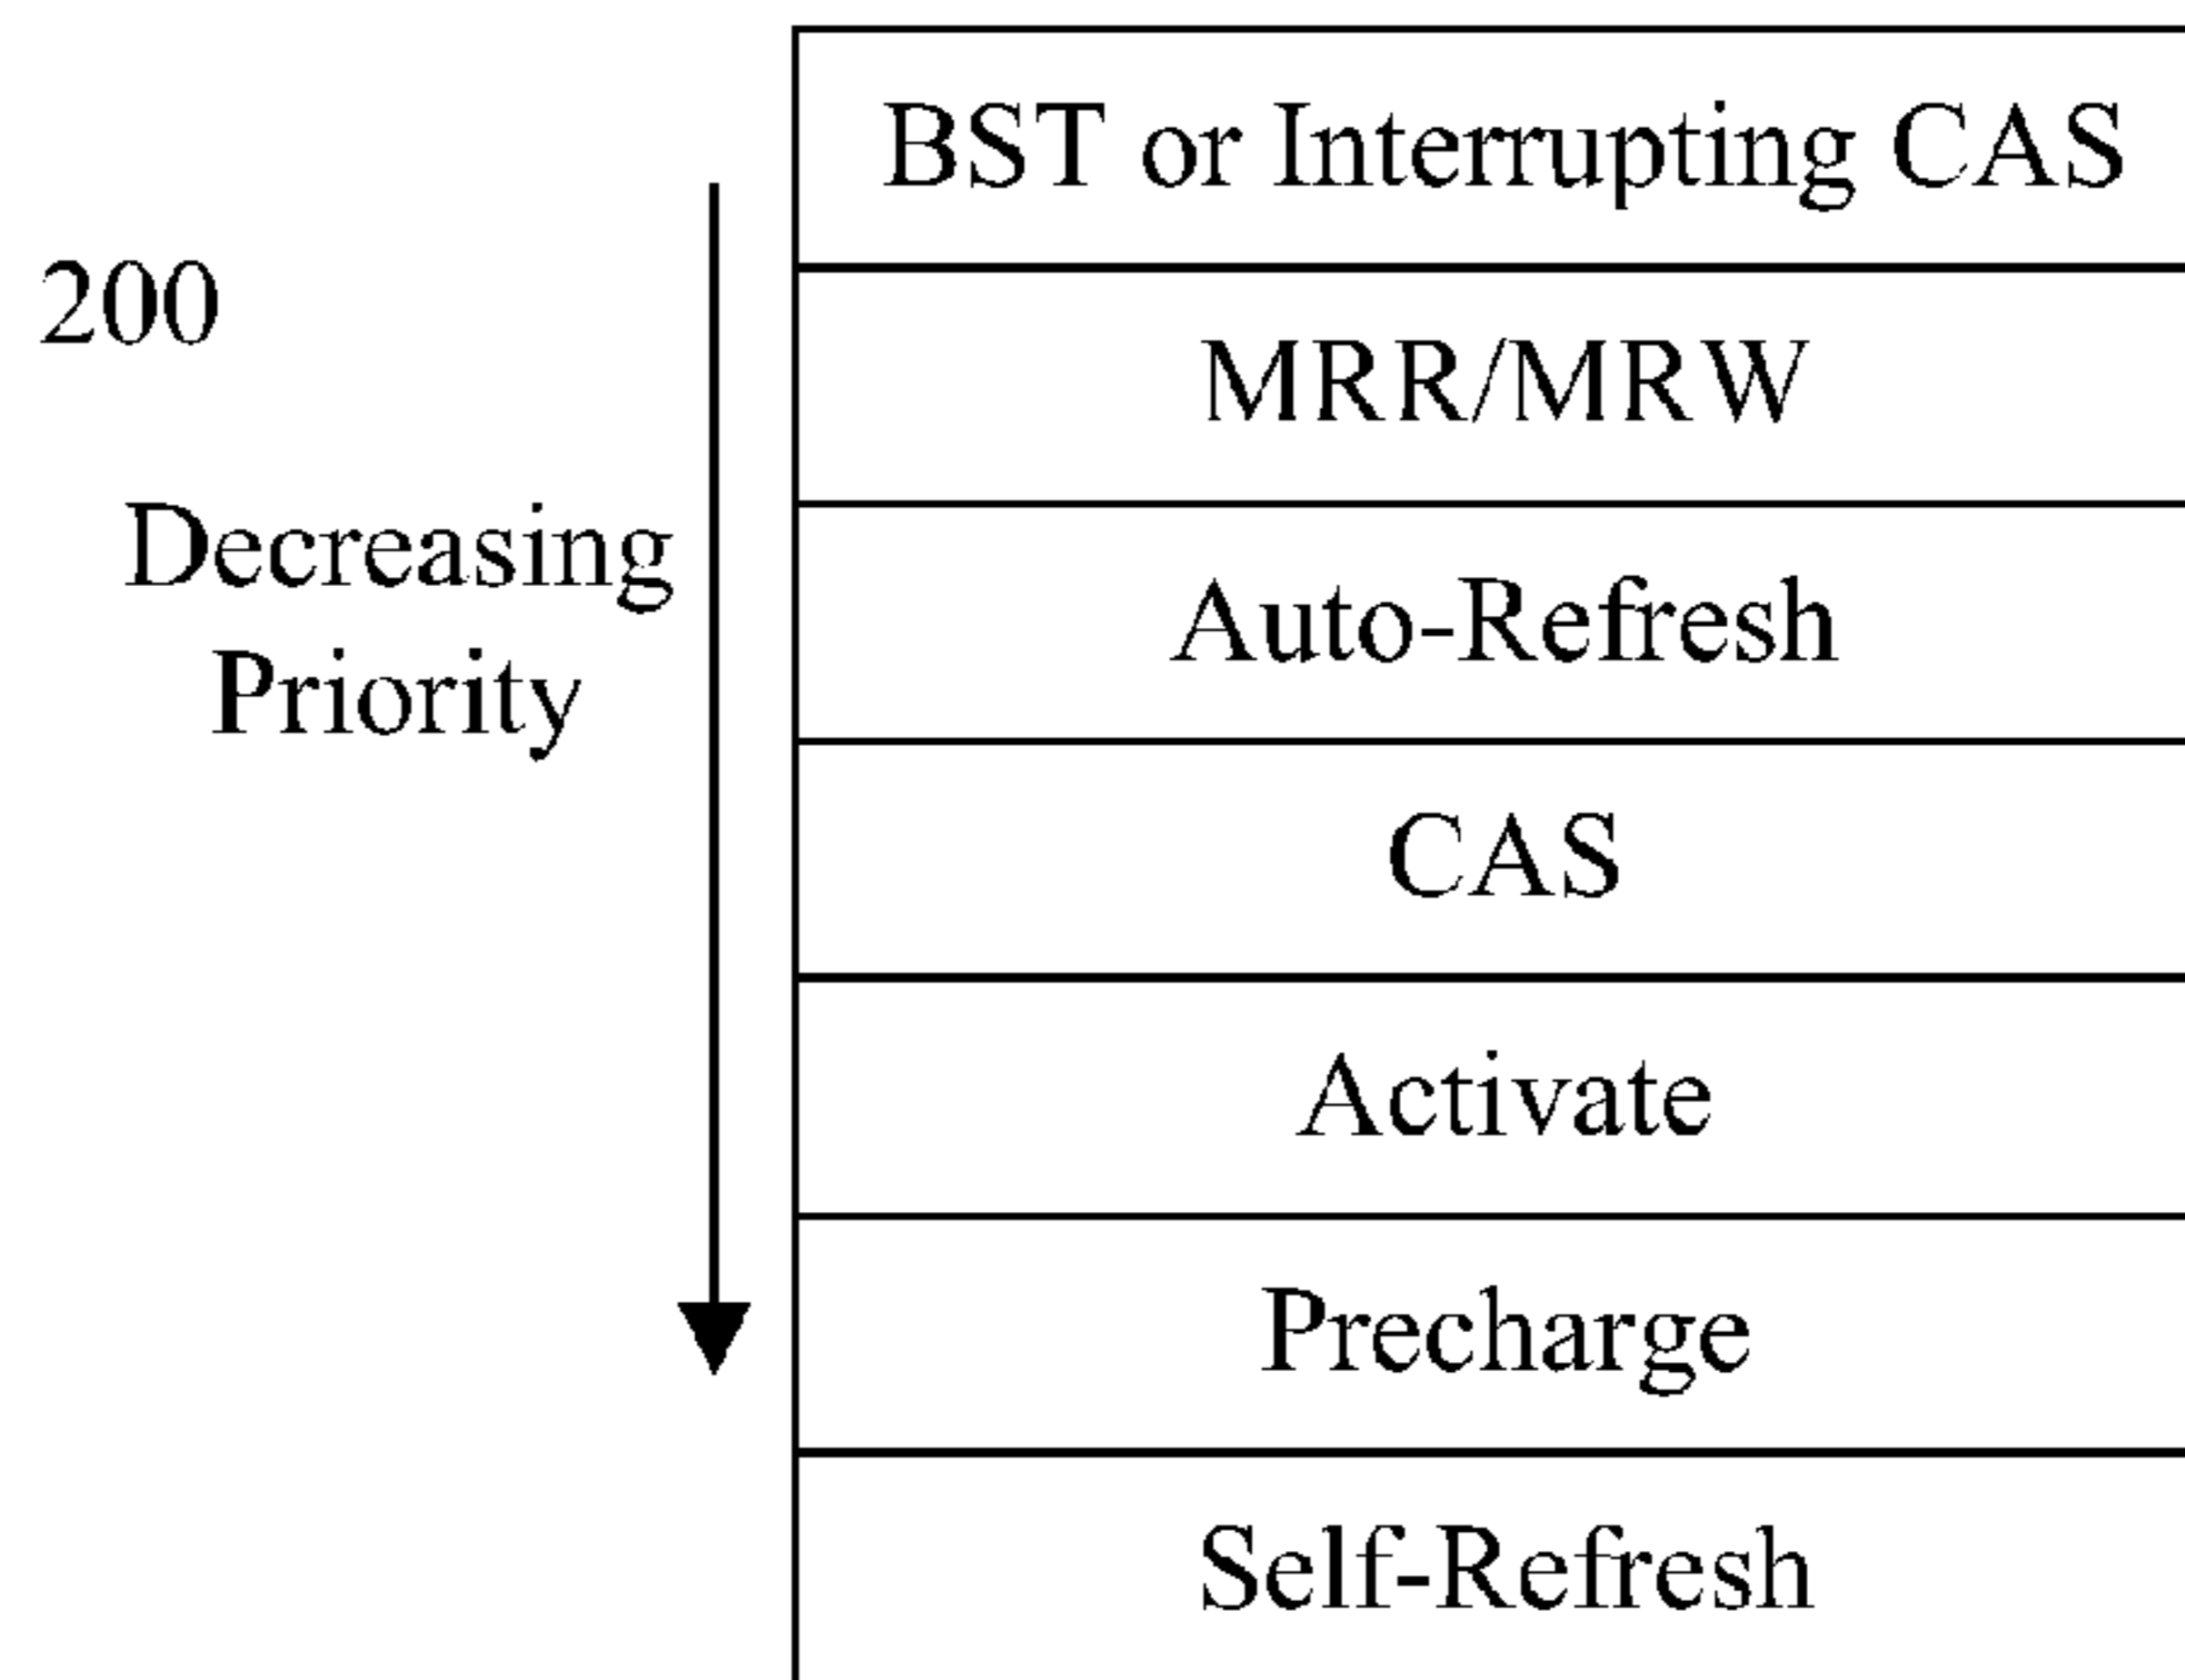 BST or Interrupting CAS
200
MRR/MRW
Decreasing
Priority
Auto-Refresh
CAS
Activate
Precharge
Self-Refresh